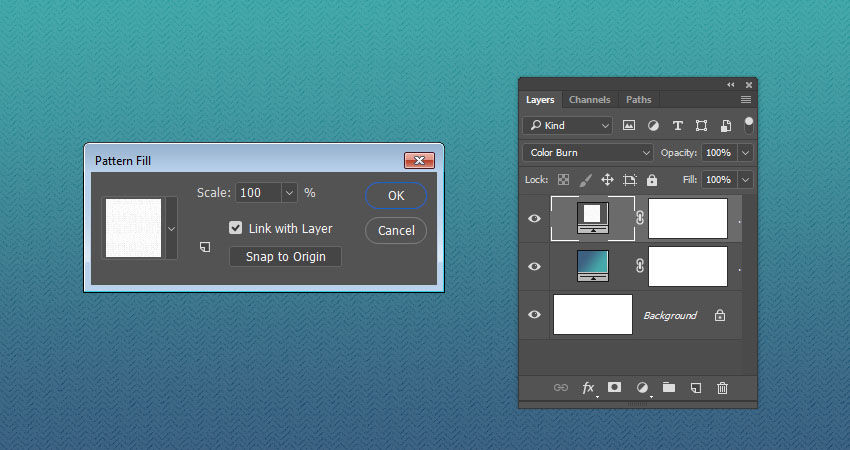 Pattern Fill
Scale: 100 %
OK
Link with Layer
Cancel
Snap to Origin
Layers Channels Paths
Kind
Color Burn Opacity: 100%
Lock: Fill: 100%
Background
fx